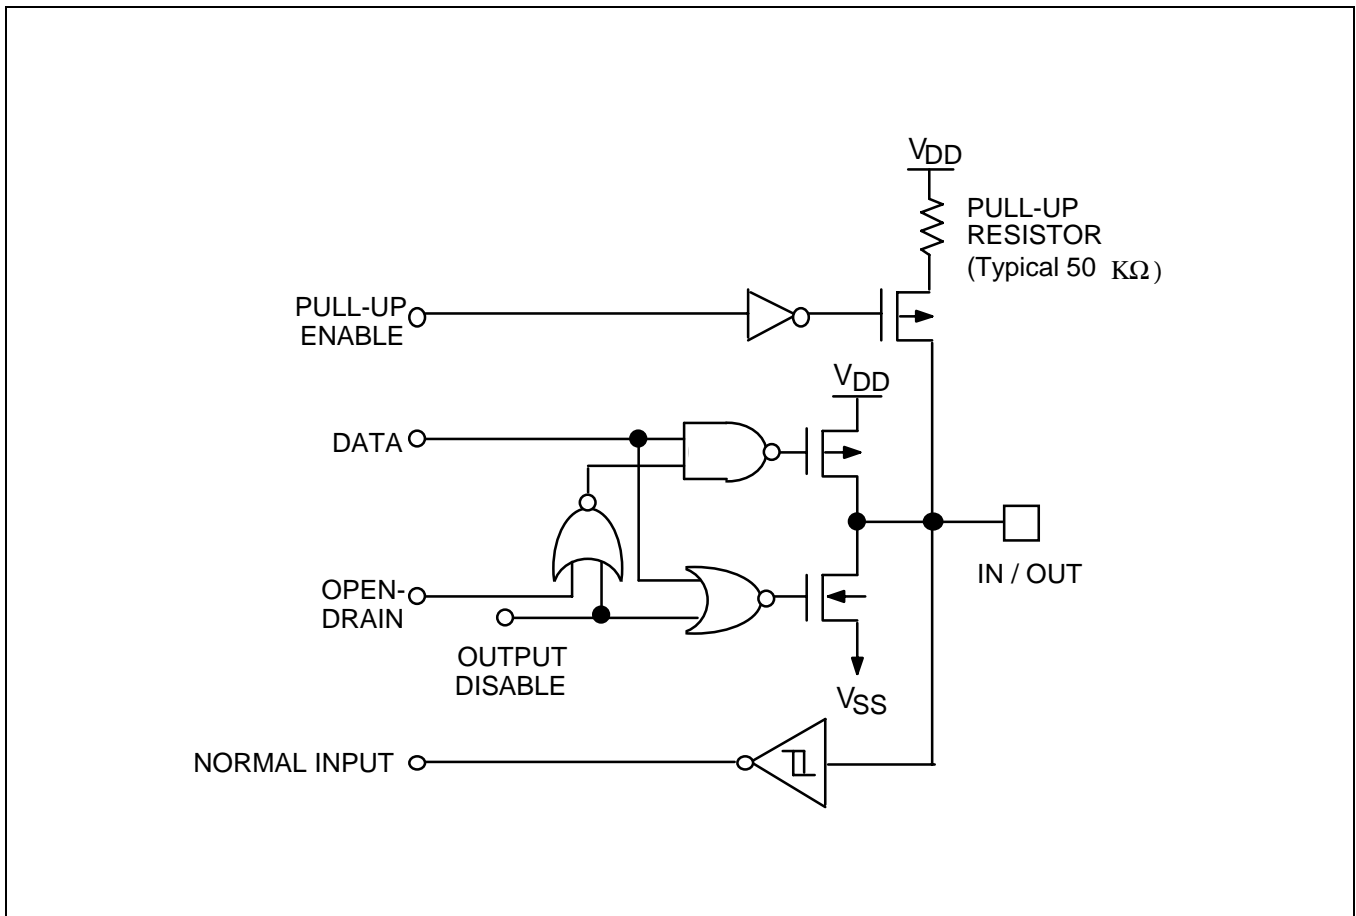 VDD
PULL-UP
RESISTOR
(Typical 50 KΩ)
PULL-UP
ENABLE
VDD
DATA
OPEN-
DRAIN
IN / OUT
OUTPUT
DISABLE
VSS
NORMAL INPUT